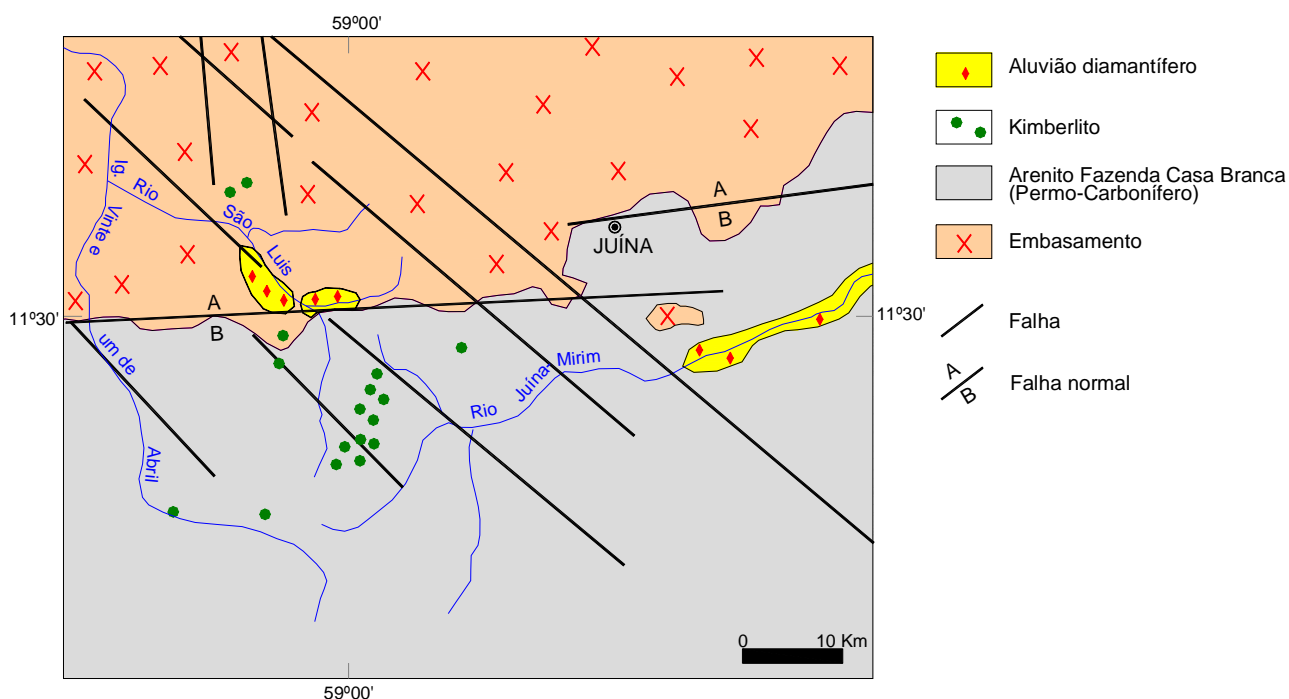 59º00'
Aluvião diamantífero
Kimberlito
Arenito Fazenda Casa Branca
(Permo-Carbonífero)
Embasamento
Falha
A
B
Falha normal
Ig.
Vinte e
um de
Abril
Rio
São
Luis
A
B
JUÍNA
A
B
11º30'
11º30'
Rio
Juína
Mirim
0 10 Km
59º00'